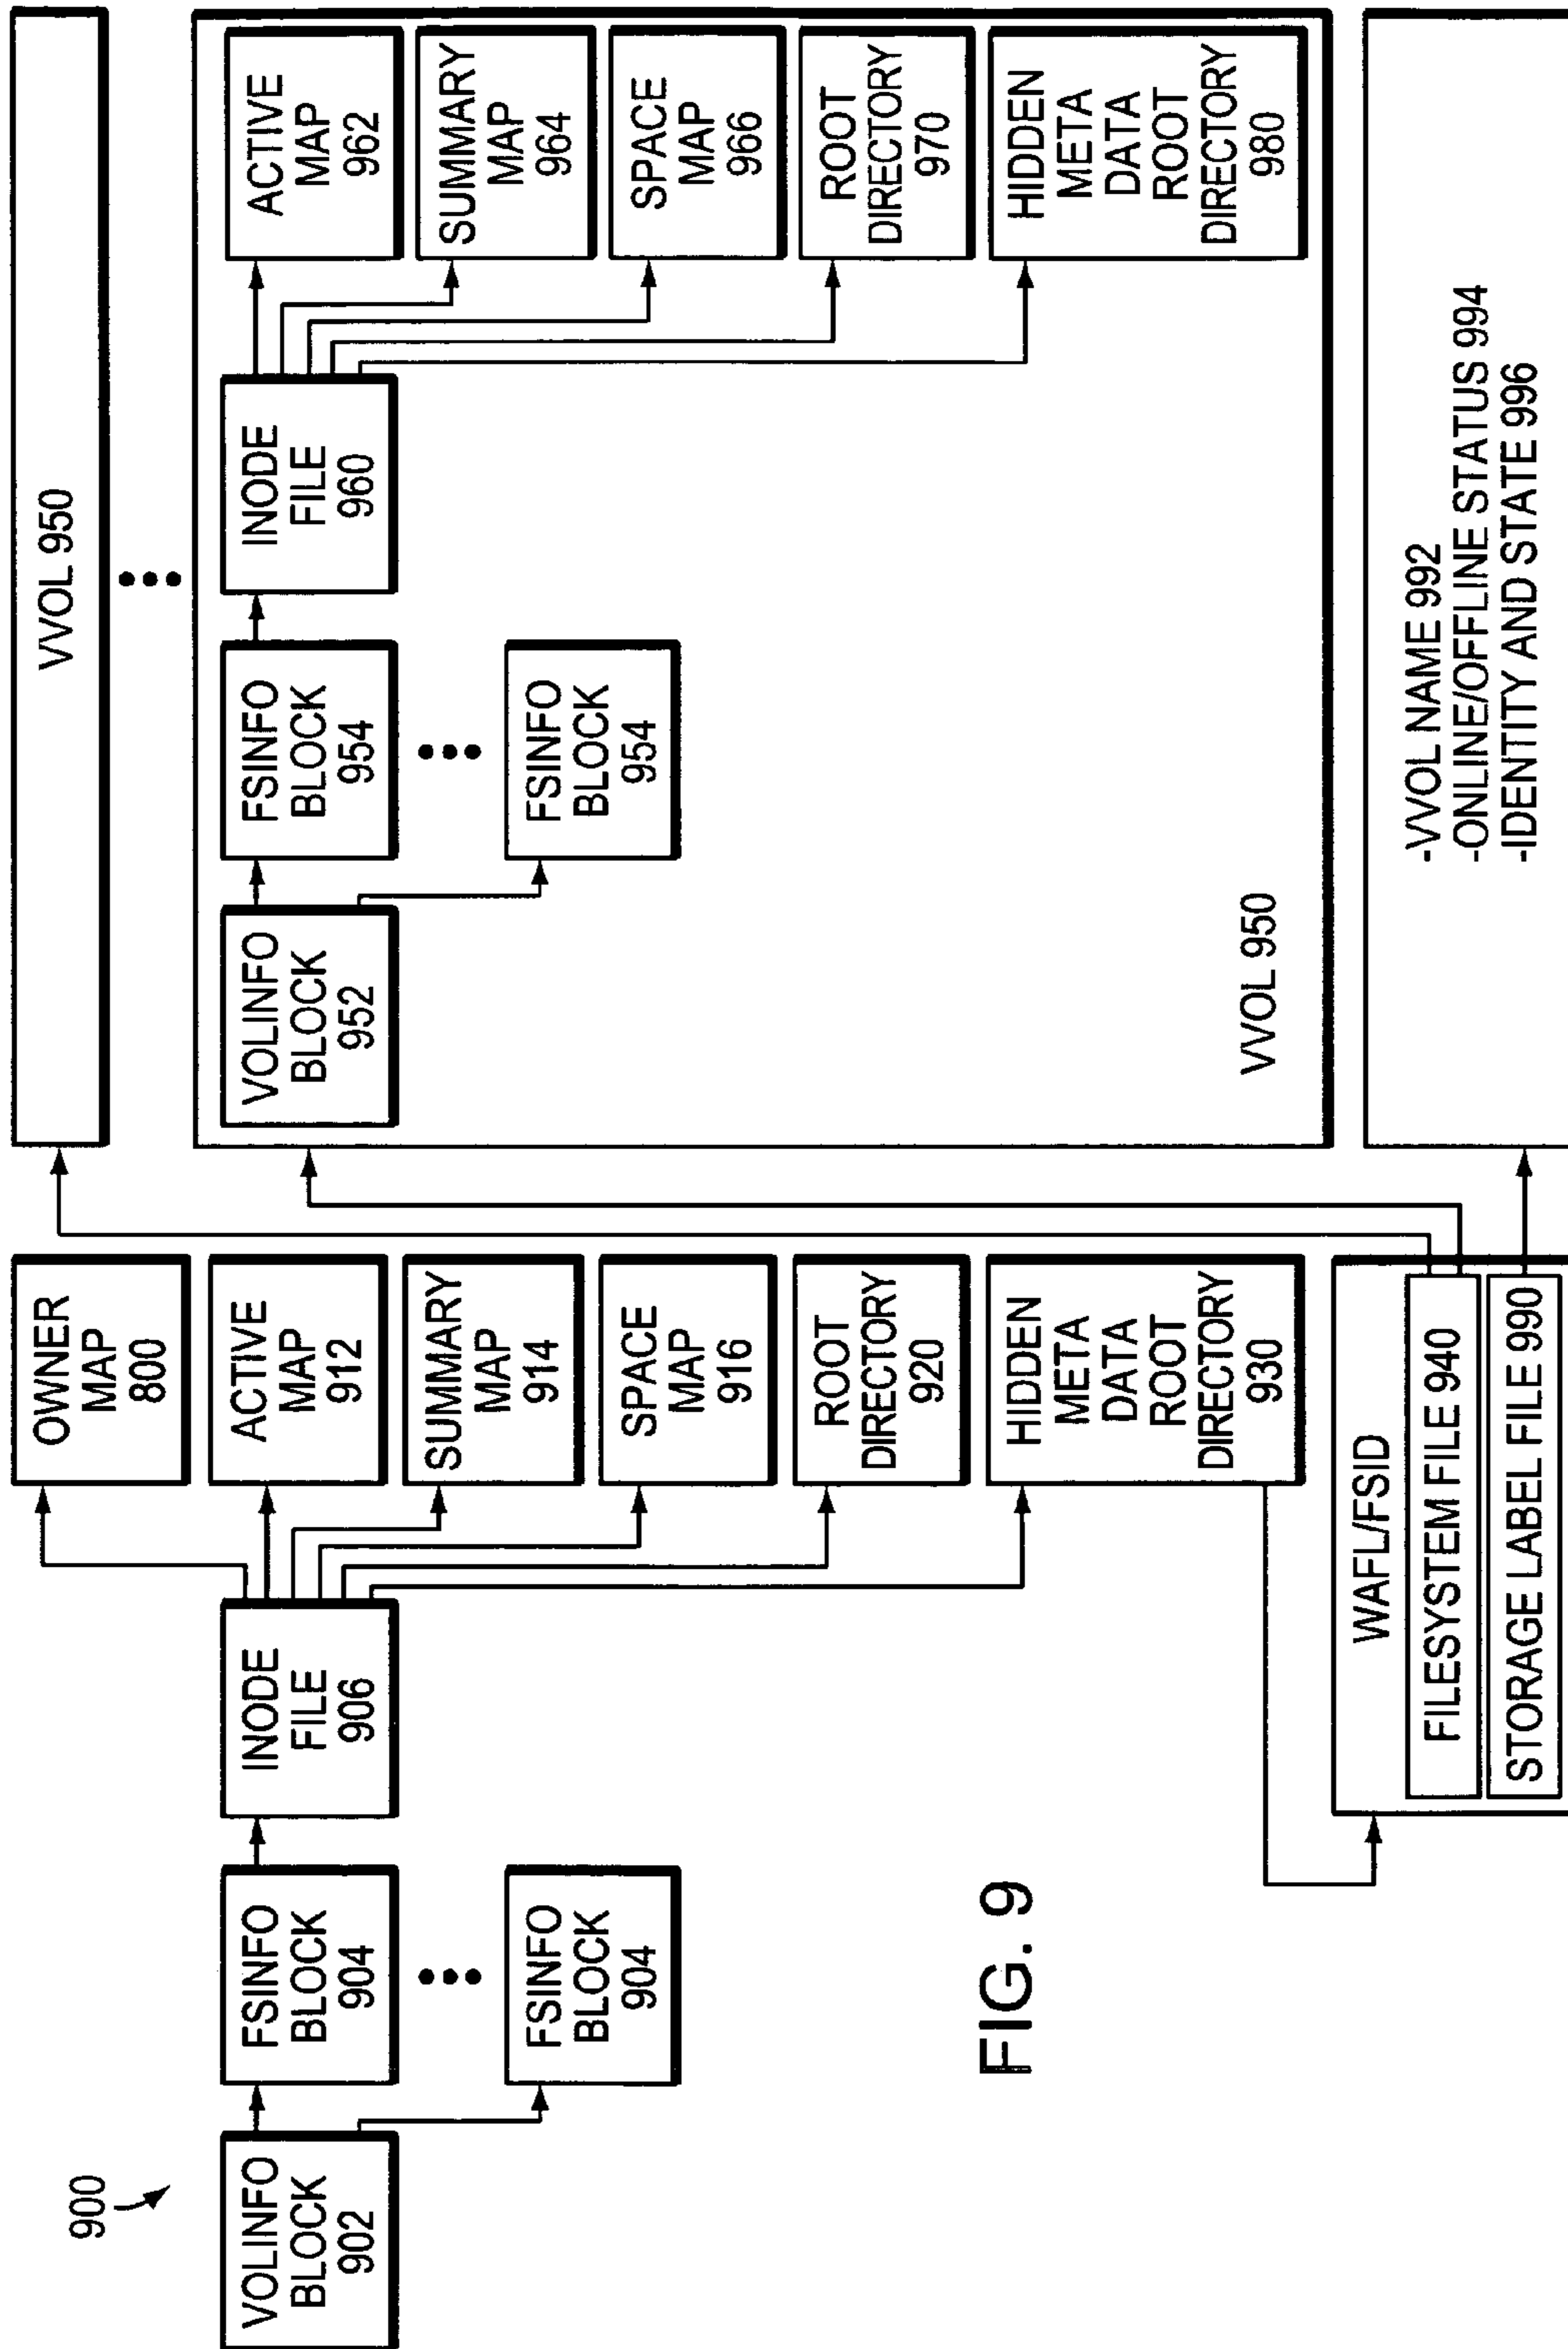 900
VOLINFO
BLOCK
902
FSINFO
BLOCK
904
FSINFO
BLOCK
904
INODE
FILE
906
OWNER
MAP
800
ACTIVE
MAP
912
SUMMARY
MAP
914
SPACE
MAP
916
ROOT
DIRECTORY
920
HIDDEN
META
DATA
ROOT
DIRECTORY
930
WAFL/FSID
FILESYSTEM FILE 940
STORAGE LABEL FILE 990
VVOL 950
VOLINFO
BLOCK
952
FSINFO
BLOCK
954
FSINFO
BLOCK
954
INODE
FILE
960
ACTIVE
MAP
962
SUMMARY
MAP
964
SPACE
MAP
966
ROOT
DIRECTORY
970
HIDDEN
META
DATA
ROOT
DIRECTORY
980
VVOL 950
-VVOL NAME 992
-ONLINE/OFFLINE STATUS 994
-IDENTITY AND STATE 996
FIG. 9